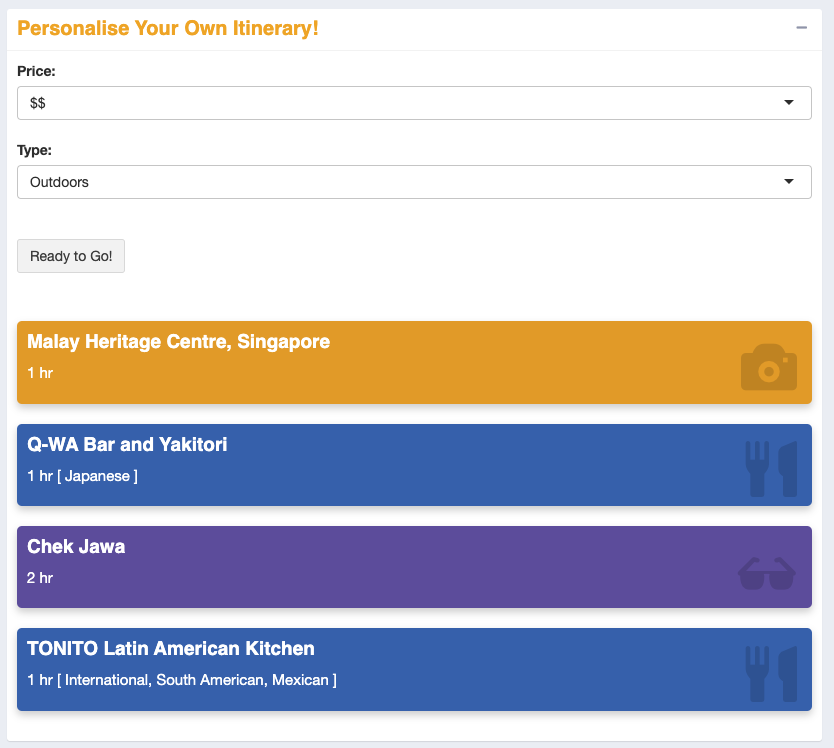 Personalise Your Own Itinerary!
Price:
$$
Type:
Outdoors
Ready to Go!
Malay Heritage Centre, Singapore
1 hr
Q-WA Bar and Yakitori
1 hr [ Japanese ]
Chek Jawa
2 hr
TONITO Latin American Kitchen
1 hr [ International, South American, Mexican ]